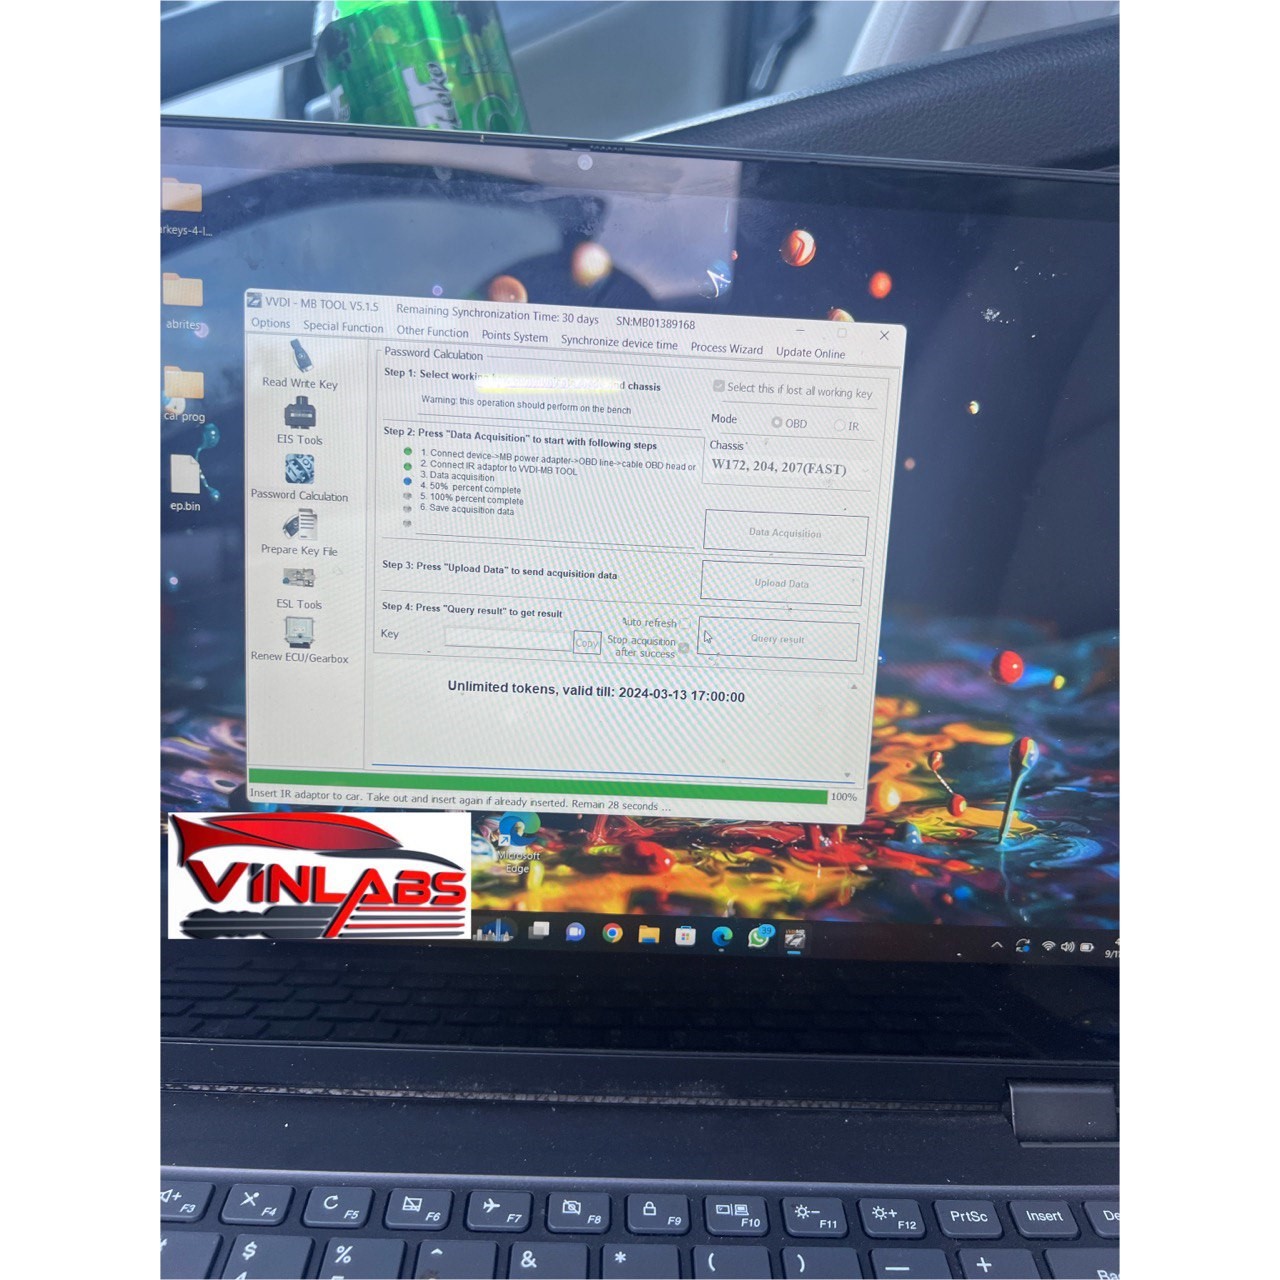 Loko
arkeys-4-l_
abrites
car prog
ep.bin
VVDI - MB TOOL V5.1.5 Remaining Synchronization Time: 30 days SN:MB01389168
Options Special Function Other Function Points System Synchronize device time Process Wizard Update Online
Read Write Key
EIS Tools
Password Calculation
Prepare Key File
ESL Tools
Renew ECU/Gearbox
Password Calculation
Step 1: Select d chassis
Warning: this operation should perform on the bench
Select this if lost all working key
Mode OBD IR
Chassis
W172, 204, 207(FAST)
Step 2: Press "Data Acquisition" to start with following steps
1. Connect device->MB power adapter->OBD line->cable OBD head or
2. Connect IR adaptor to VVDI-MB TOOL
3. Data acquisition
4. 50% percent complete
5. 100% percent complete
6. Save acquisition data
Data Acquisition
Step 3: Press "Upload Data" to send acquisition data
Upload Data
Step 4: Press "Query result" to get result
Key
Copy
Auto refresh
Stop acquisition
after success
Query result
Unlimited tokens, valid till: 2024-03-13 17:00:00
100%
Insert IR adaptor to car. Take out and insert again if already inserted. Remain 28 seconds ...
VINLABS
Microsoft
Edge
39
9/1
F3 F4 F5 F6 F7 F8 F9 F10 F11 F12 PrtSc Insert De
$ % ^ & * ( ) — +
4 Ba